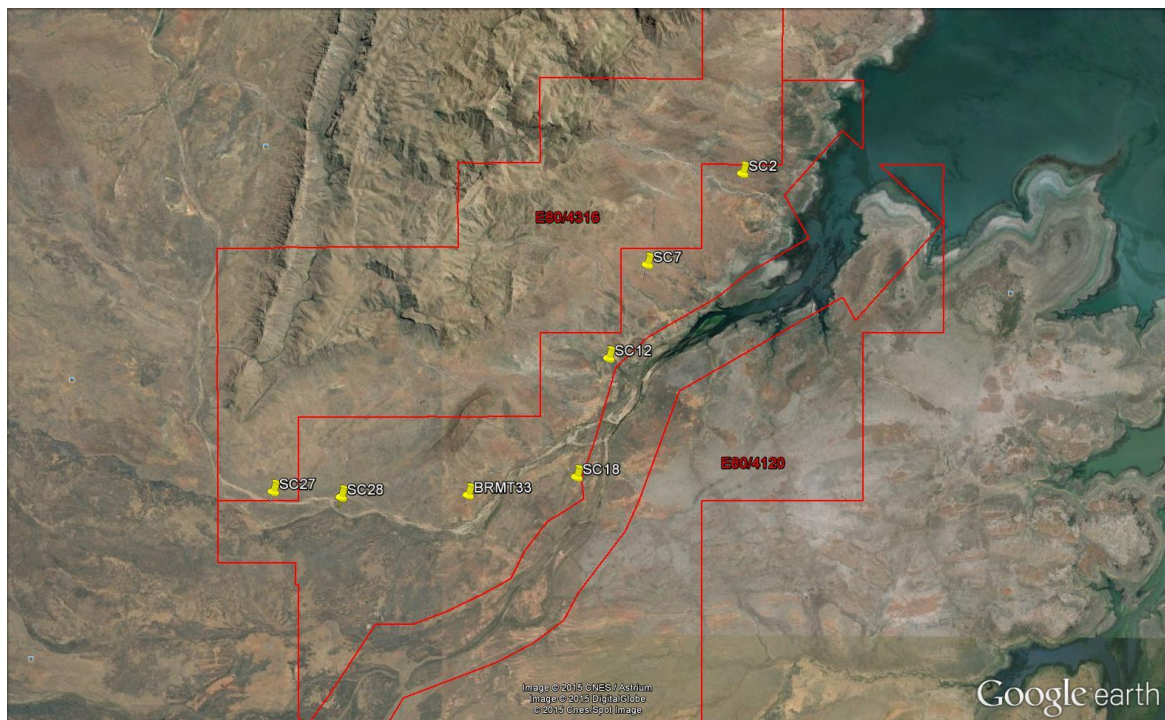 SC2
E80/4316
SC7
SC12
E80/4120
SC18
SC27
SC28
BRMT33
Image © 2015 CNES / Astrium
Image © 2015 DigitalGlobe
© 2015 Cnes/Spot Image
Google earth